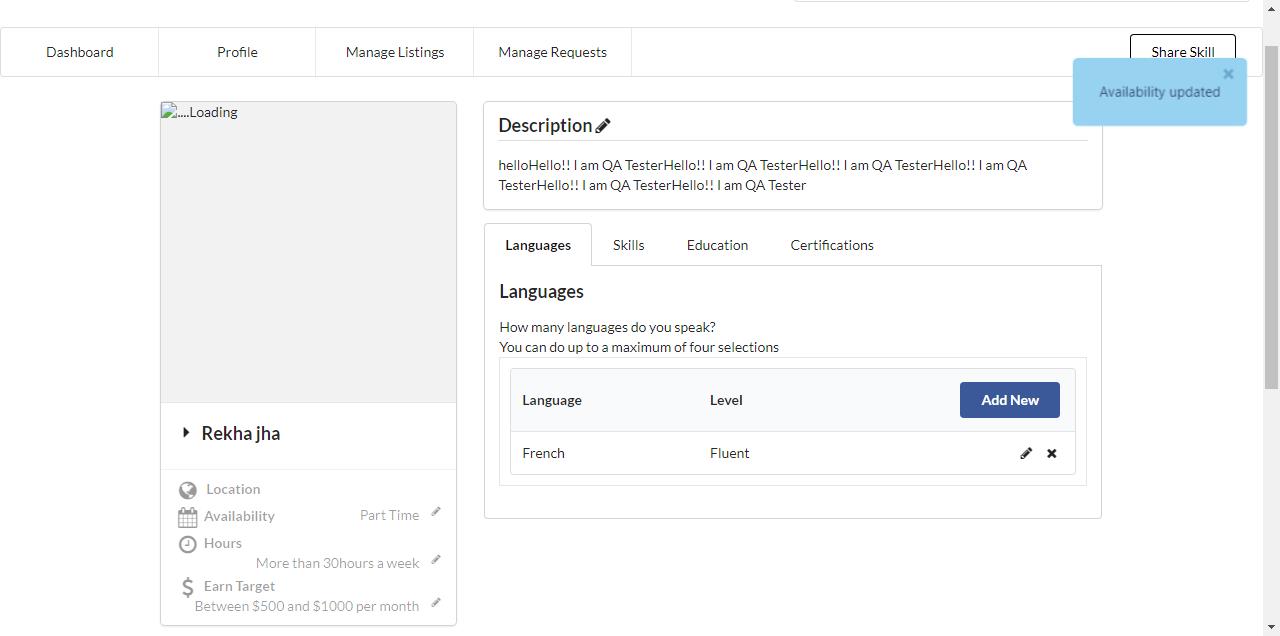 Dashboard
Profile
Manage Listings
Manage Requests
Share Skill
Availability updated
....Loading
Rekha jha
Location
Availability
Part Time
Hours
More than 30hours a week
Earn Target
Between $500 and $1000 per month
Description
helloHello!! I am QA TesterHello!! I am QA TesterHello!! I am QA TesterHello!! I am QA
TesterHello!! I am QA TesterHello!! I am QA Tester
Languages
Skills
Education
Certifications
Languages
How many languages do you speak?
You can do up to a maximum of four selections
Language
Level
Add New
French
Fluent